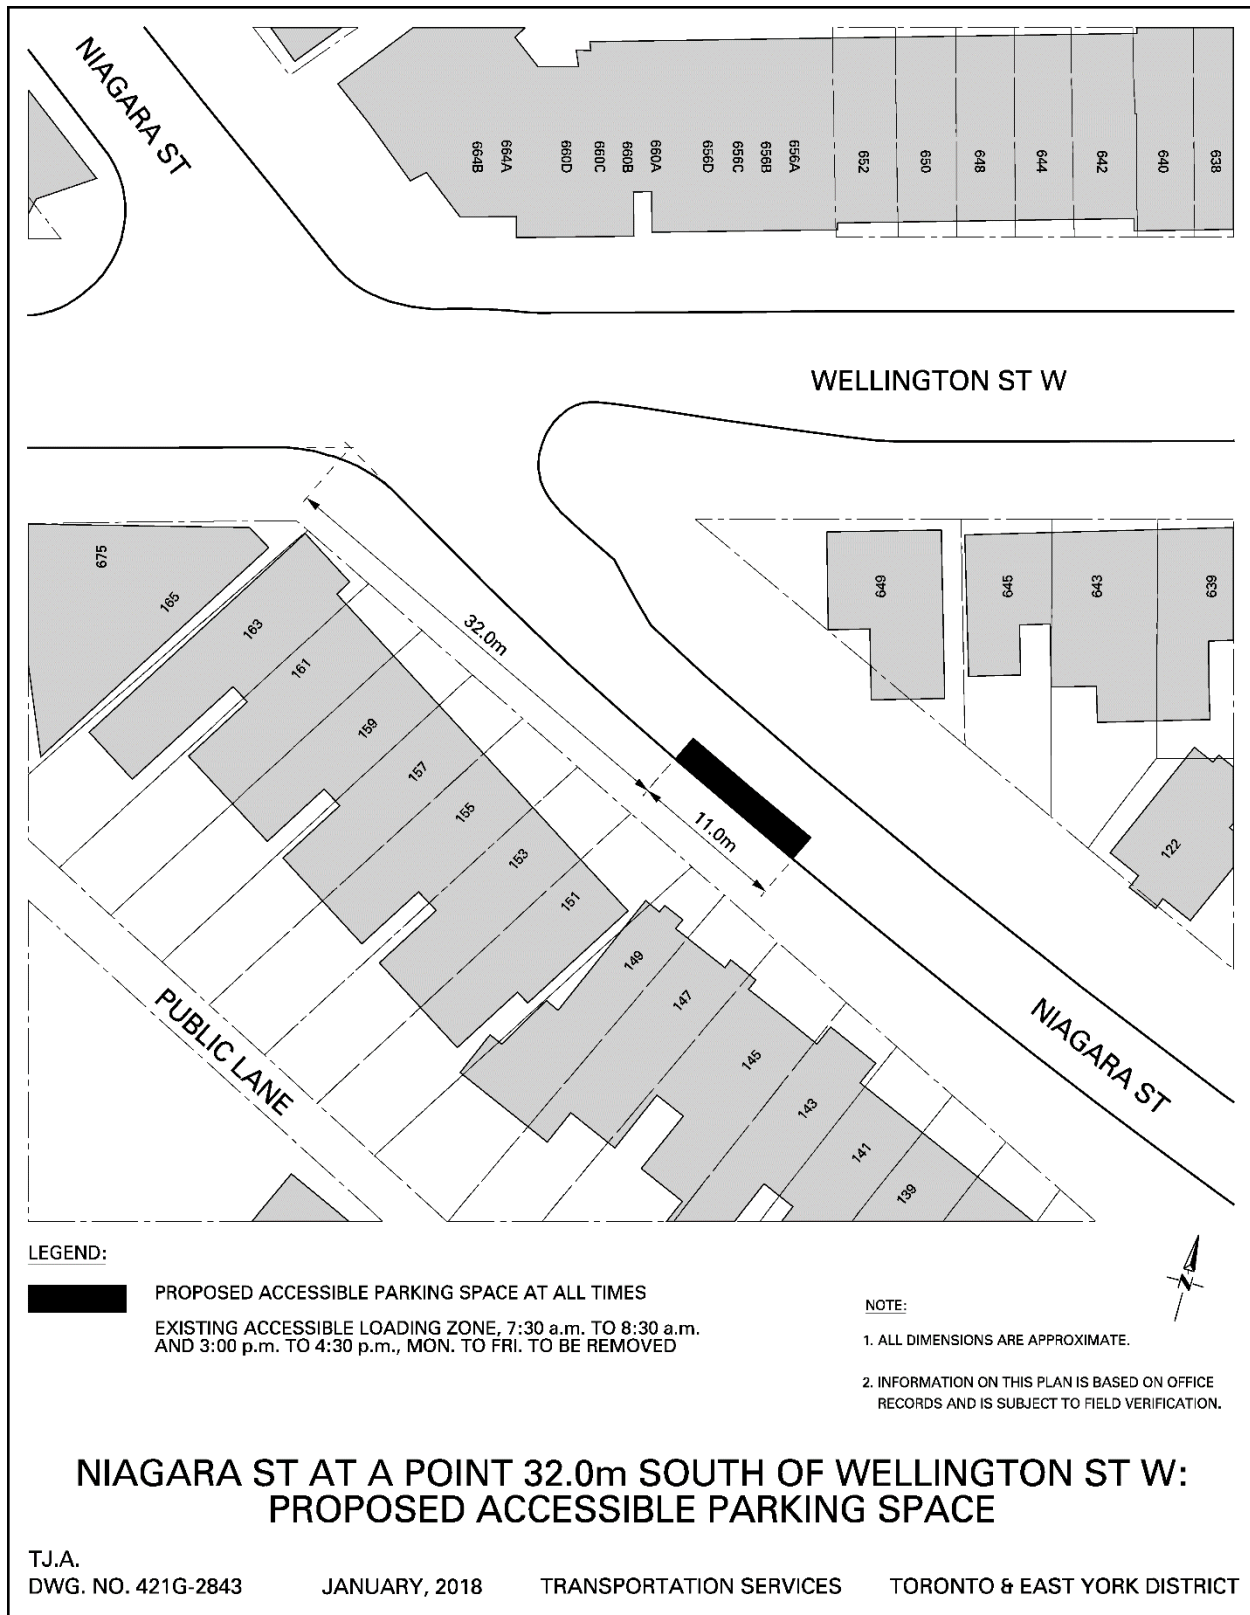 NIAGARA ST
664B
664A
660D
660C
660B
660A
656D
656C
656B
656A
652
650
648
644
642
640
638
WELLINGTON ST W
675
165
163
161
159
157
155
153
151
149
147
145
143
141
139
32.0m
11.0m
649
645
643
639
122
NIAGARA ST
PUBLIC LANE
LEGEND:
PROPOSED ACCESSIBLE PARKING SPACE AT ALL TIMES
EXISTING ACCESSIBLE LOADING ZONE, 7:30 a.m. TO 8:30 a.m.
AND 3:00 p.m. TO 4:30 p.m., MON. TO FRI. TO BE REMOVED
N
NOTE:
1. ALL DIMENSIONS ARE APPROXIMATE.
2. INFORMATION ON THIS PLAN IS BASED ON OFFICE
RECORDS AND IS SUBJECT TO FIELD VERIFICATION.
NIAGARA ST AT A POINT 32.0m SOUTH OF WELLINGTON ST W:
PROPOSED ACCESSIBLE PARKING SPACE
TJ.A.
DWG. NO. 421G-2843 JANUARY, 2018 TRANSPORTATION SERVICES TORONTO & EAST YORK DISTRICT